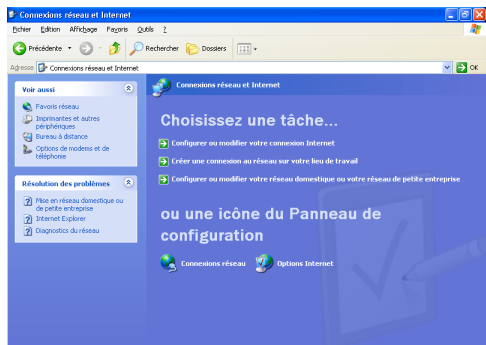 Connexions réseau et Internet
Fichier Edition Affichage Favoris Outils ?
Précédente Rechercher Dossiers
Adresse Connexions réseau et Internet OK
Voir aussi
Favoris réseau
Imprimantes et autres
périphériques
Bureau à distance
Options de modems et de
téléphonie
Résolution des problèmes
Mise en réseau domestique ou
de petite entreprise
Internet Explorer
Diagnostics du réseau
Connexions réseau et Internet
Choisissez une tâche...
Configurer ou modifier votre connexion Internet
Créer une connexion au réseau sur votre lieu de travail
Configurer ou modifier votre réseau domestique ou votre réseau de petite entreprise
ou une icône du Panneau de
configuration
Connexions réseau Options Internet